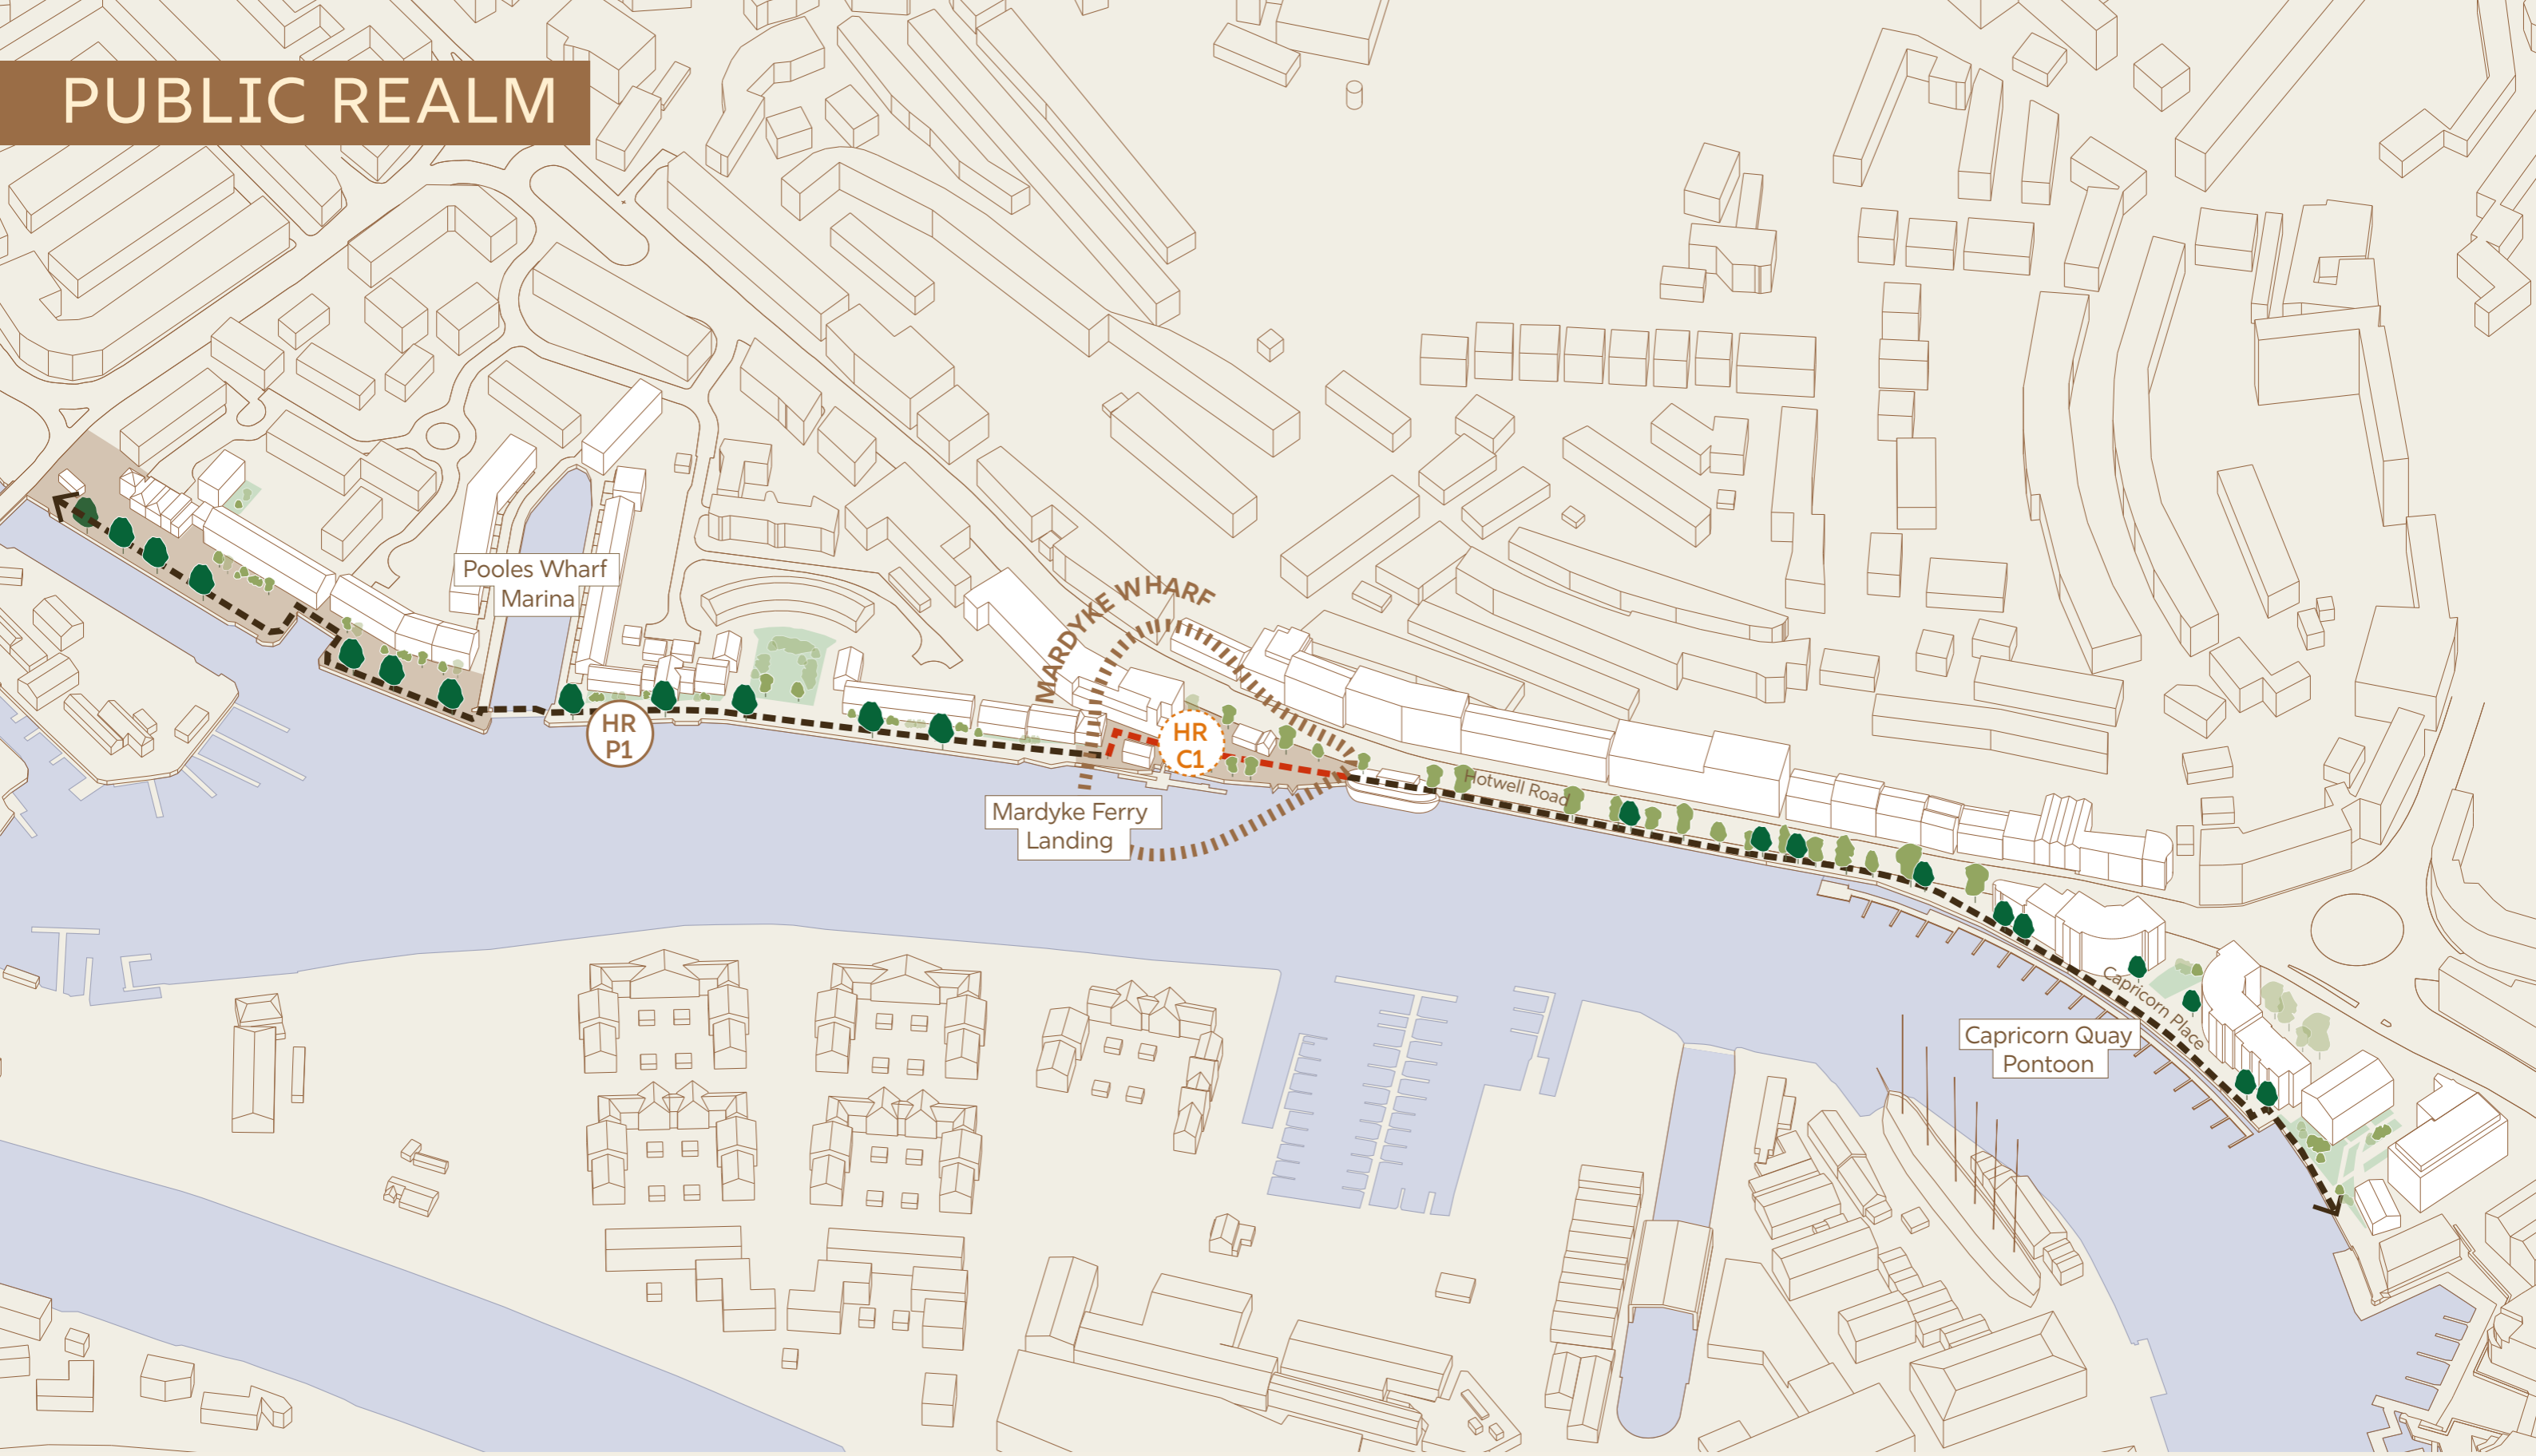 PUBLIC REALM
Pooles Wharf
Marina
HR
P1
MARDYKE WHARF
HR
C1
Mardyke Ferry
Landing
Hotwell Road
Capricorn Place
Capricorn Quay
Pontoon